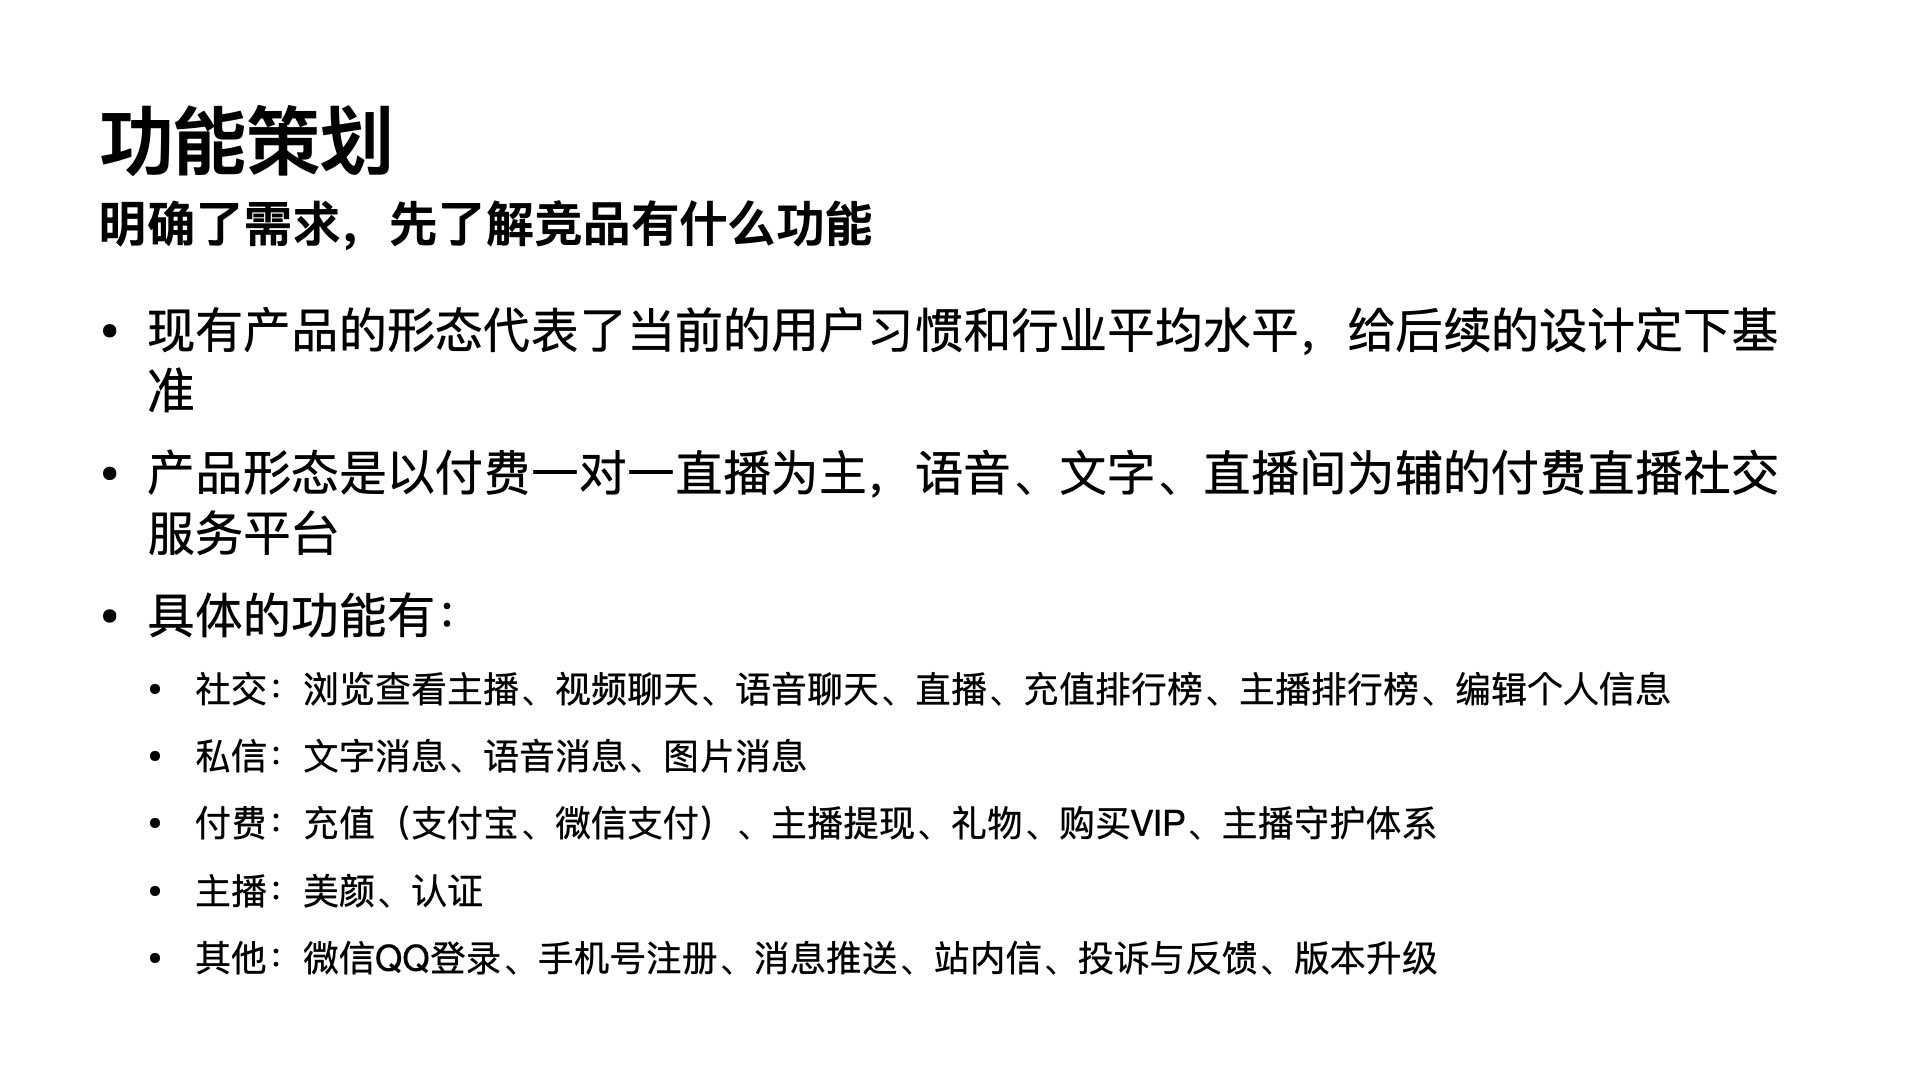 功能策划
明确了需求，先了解竞品有什么功能
• 现有产品的形态代表了当前的用户习惯和行业平均水平，给后续的设计定下基
准
• 产品形态是以付费一对一直播为主，语音、文字、直播间为辅的付费直播社交
服务平台
• 具体的功能有：
• 社交：浏览查看主播、视频聊天、语音聊天、直播、充值排行榜、主播排行榜、编辑个人信息
• 私信：文字消息、语音消息、图片消息
• 付费：充值（支付宝、微信支付）、主播提现、礼物、购买VIP、主播守护体系
• 主播：美颜、认证
• 其他：微信QQ登录、手机号注册、消息推送、站内信、投诉与反馈、版本升级